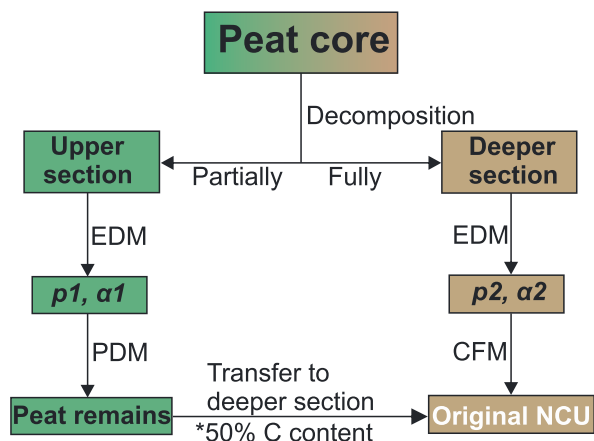 Peat core
Decomposition
Upper
section
Deeper
section
Partially
Fully
EDM
EDM
p1, α1
p2, α2
PDM
CFM
Transfer to
deeper section
Peat remains
Original NCU
*50% C content